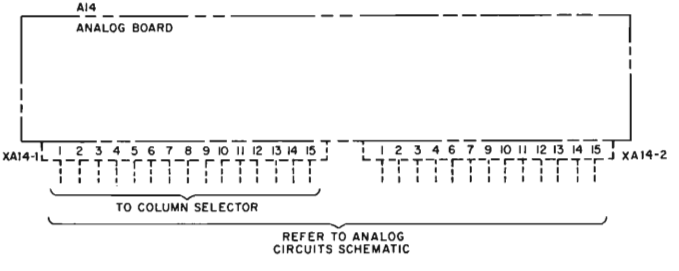 A14
ANALOG BOARD
XA14-1 1 2 3 4 5 6 7 8 9 10 11 12 13 14 15 1 2 3 4 6 7 9 10 11 12 13 14 15 XA14-2
TO COLUMN SELECTOR
REFER TO ANALOG
CIRCUITS SCHEMATIC